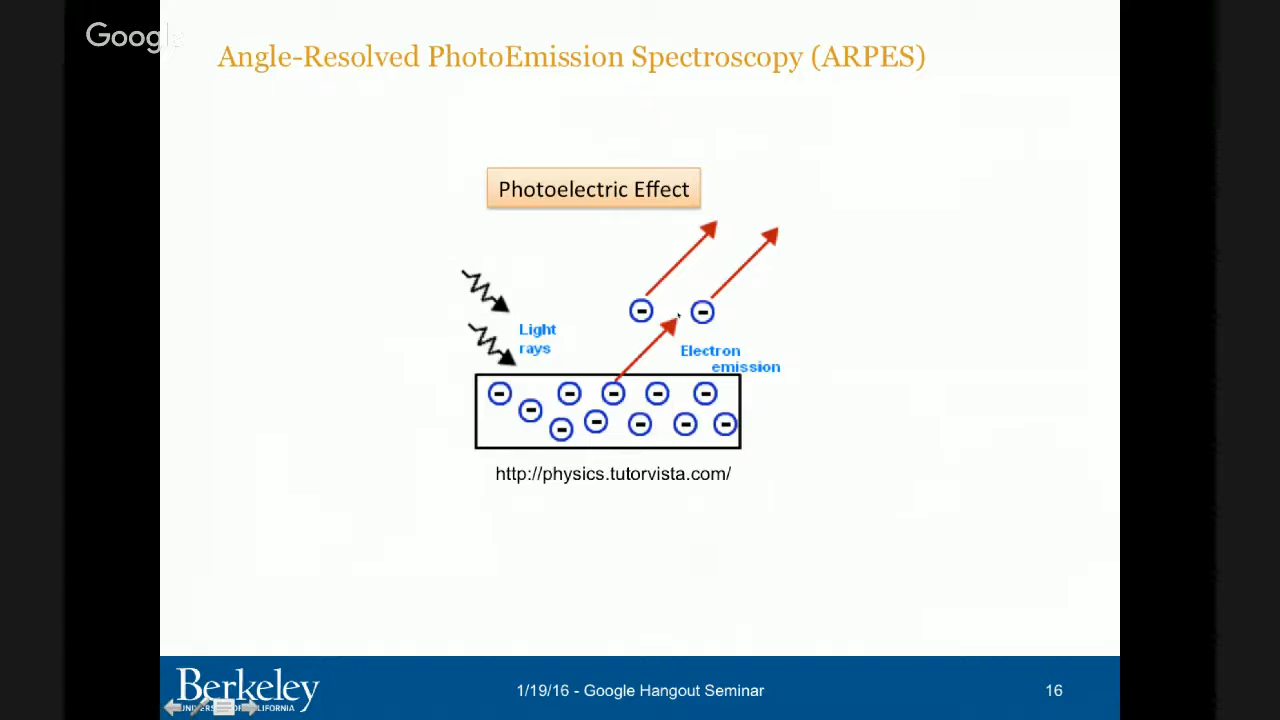 Google
Angle-Resolved PhotoEmission Spectroscopy (ARPES)
Photoelectric Effect
Light
rays
Electron
emission
http://physics.tutorvista.com/
Berkeley
UNIVERSITY OF CALIFORNIA
1/19/16 - Google Hangout Seminar
16